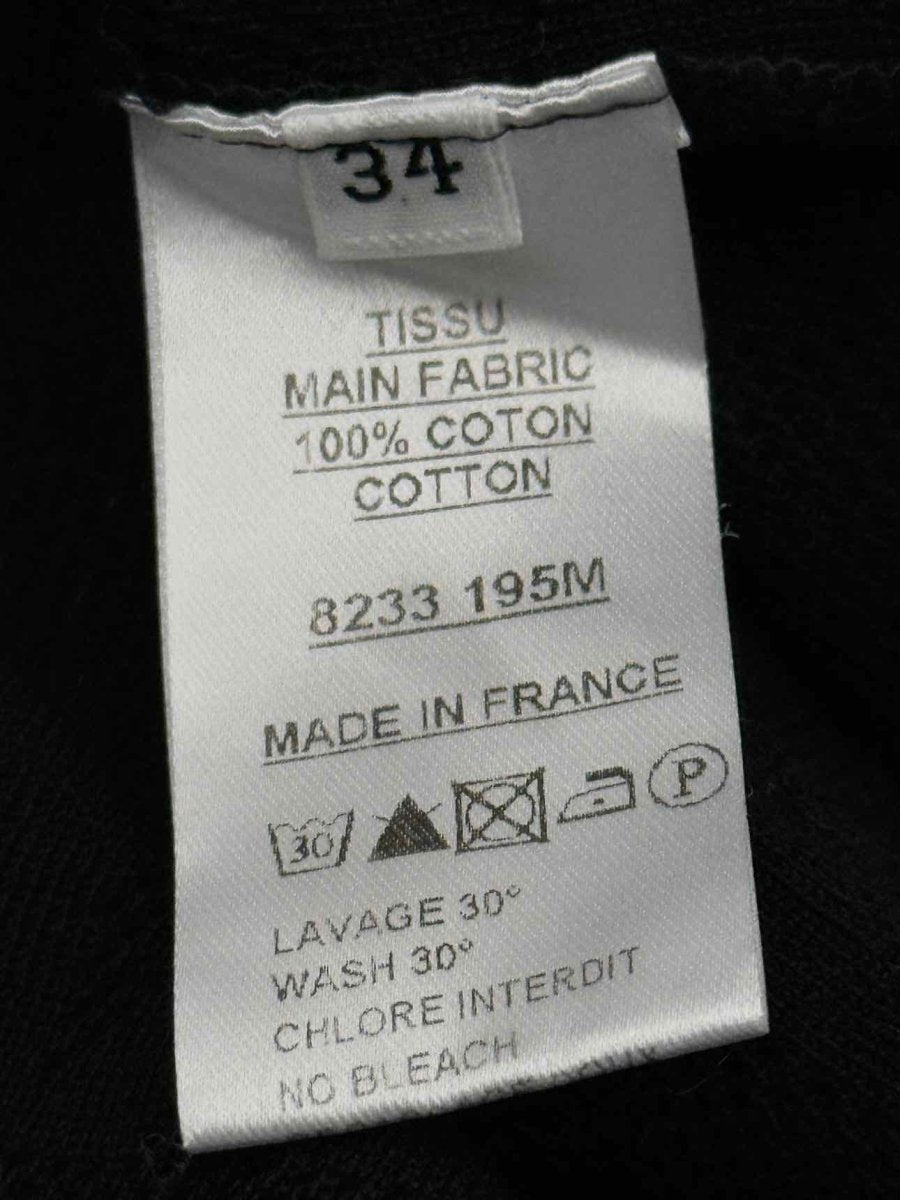 34
TISSU
MAIN FABRIC
100% COTON
COTTON
8233 195M
MADE IN FRANCE
30 P
LAVAGE 30°
WASH 30°
CHLORE INTERDIT
NO BLEACH